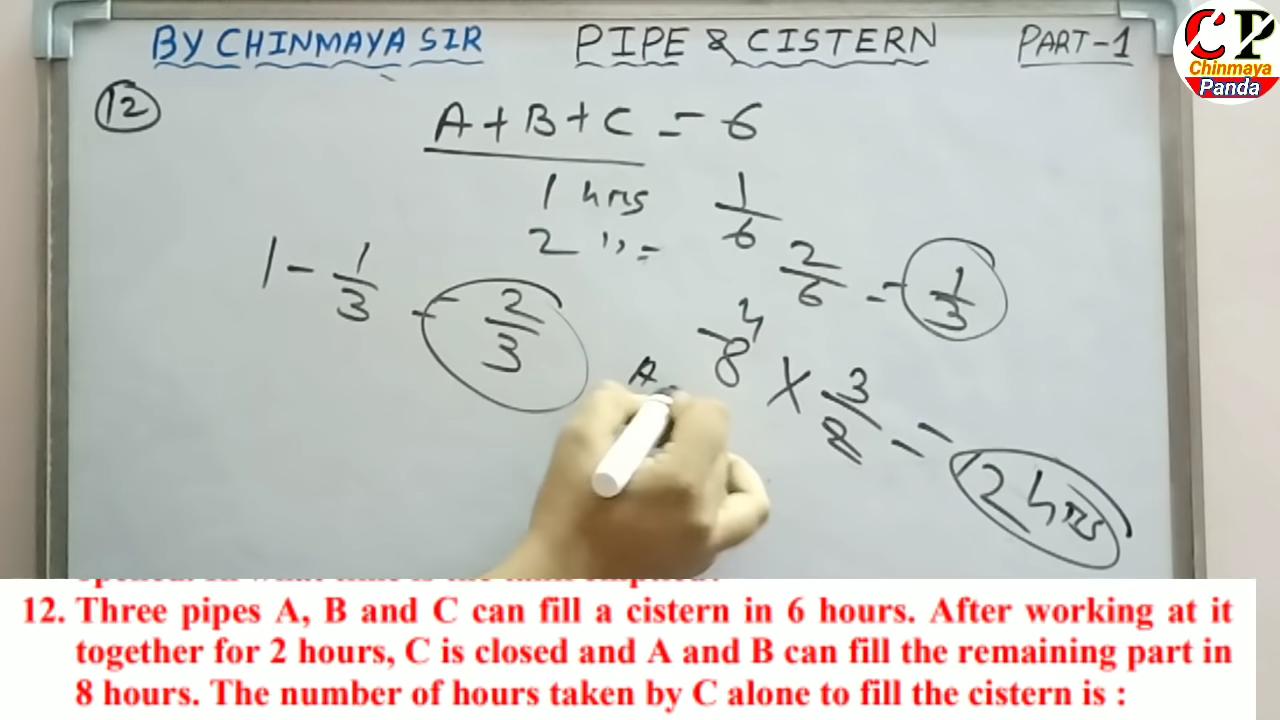 BY CHINMAYA SIR PIPE & CISTERN PART-1
CP
Chinmaya
Panda
12
A + B + C = 6
1 hrs 1/6
2 " = 2/6 = 1/3
1 - 1/3 = 2/3
8 4 × 3/2 = 12 hrs
A
12. Three pipes A, B and C can fill a cistern in 6 hours. After working at it
together for 2 hours, C is closed and A and B can fill the remaining part in
8 hours. The number of hours taken by C alone to fill the cistern is :